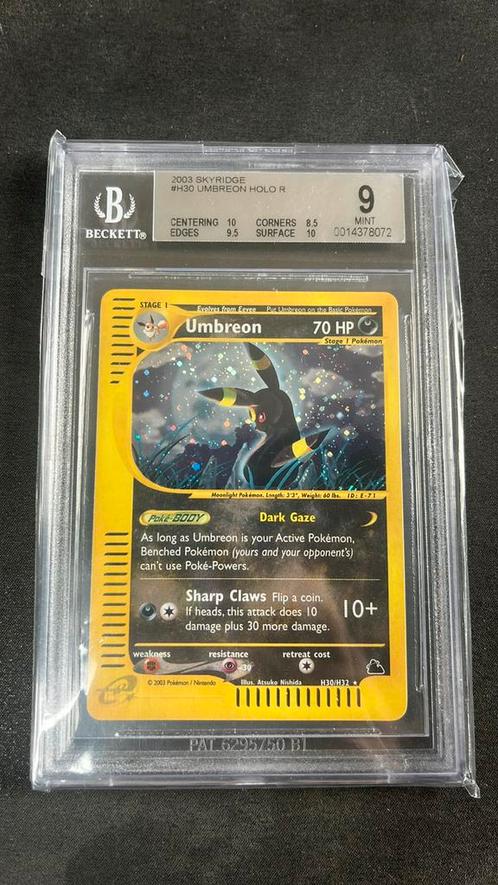 2003 SKYRIDGE
#H30 UMBREON HOLO R
9
MINT
0014378072
CENTERING 10 CORNERS 8.5
EDGES 9.5 SURFACE 10
B
BECKETT®
STAGE 1
Evolves from Eevee Put Umbreon on the Basic Pokémon
Umbreon 70 HP
Stage 1 Pokémon
Moonlight Pokémon. Length: 3'3", Weight: 60 lbs. ID: E-71
Poké-BODY Dark Gaze
As long as Umbreon is your Active Pokémon,
Benched Pokémon (yours and your opponent's)
can't use Poké-Powers.
Sharp Claws Flip a coin.
If heads, this attack does 10
damage plus 30 more damage.
10+
weakness resistance retreat cost
-30
© 2003 Pokémon / Nintendo Illus. Atsuko Nishida H30/H32 ★
e
PAT 6295750 B1